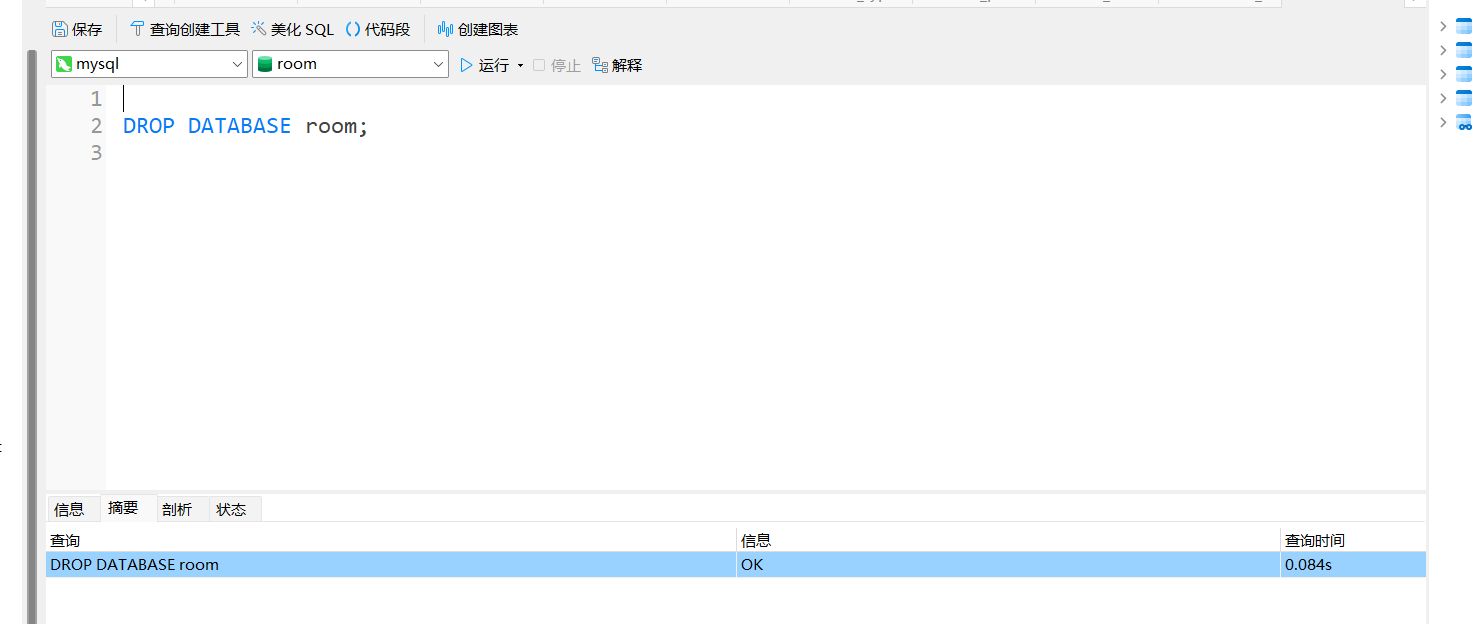 保存 查询创建工具 美化 SQL () 代码段 创建图表
mysql room 运行 停止 解释
1
2 DROP DATABASE room;
3
信息 摘要 剖析 状态
查询 信息 查询时间
DROP DATABASE room OK 0.084s